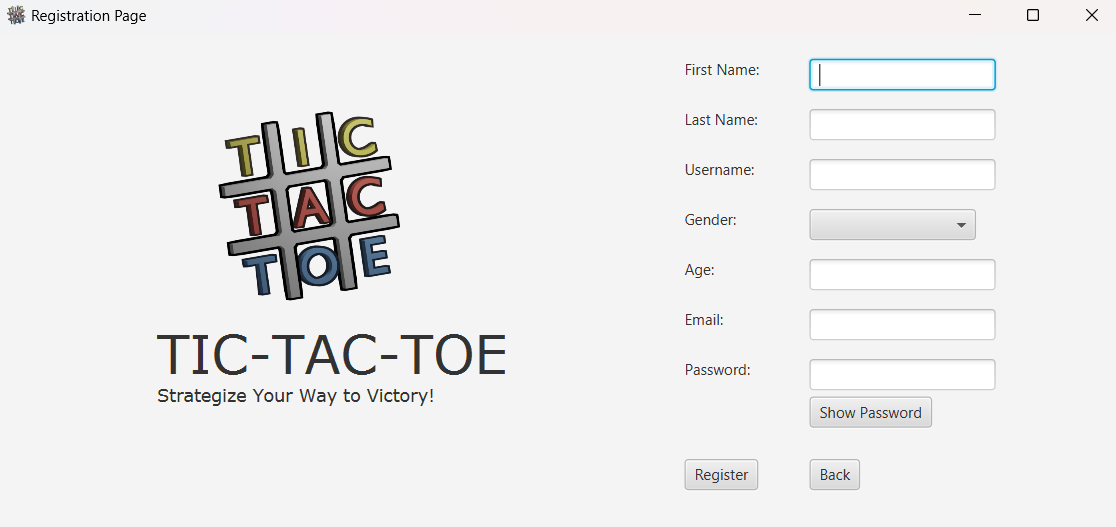 Registration Page
TIC
TAC
TOE
TIC-TAC-TOE
Strategize Your Way to Victory!
First Name:
Last Name:
Username:
Gender:
Age:
Email:
Password:
Show Password
Register
Back